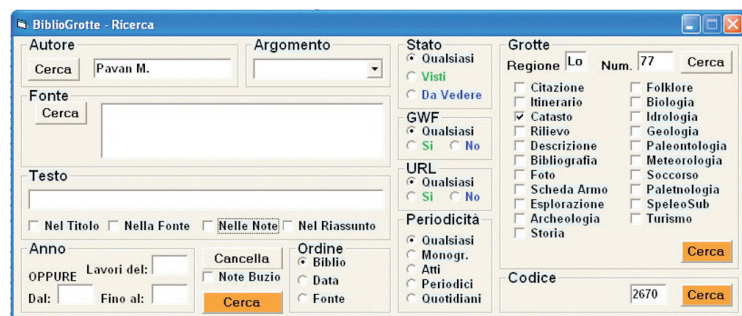 BiblioGrotte - Ricerca
Autore
Cerca Pavan M.
Argomento
Fonte
Cerca
Testo
Nel Titolo Nella Fonte Nelle Note Nel Riassunto
Anno
OPPURE Lavori del:
Dal: Fino al:
Cancella
Note Buzio
Cerca
Ordine
Biblio
Data
Fonte
Stato
Qualsiasi
Visti
Da Vedere
GWF
Qualsiasi
Si No
URL
Qualsiasi
Si No
Periodicità
Qualsiasi
Monogr.
Atti
Periodici
Quotidiani
Grotte
Regione Lo Num. 77 Cerca
Citazione Folklore
Itinerario Biologia
Catasto Idrologia
Rilievo Geologia
Descrizione Paleontologia
Bibliografia Meteorologia
Foto Soccorso
Scheda Armo Paletnologia
Esplorazione SpeleoSub
Archeologia Turismo
Storia
Cerca
Codice
2670 Cerca